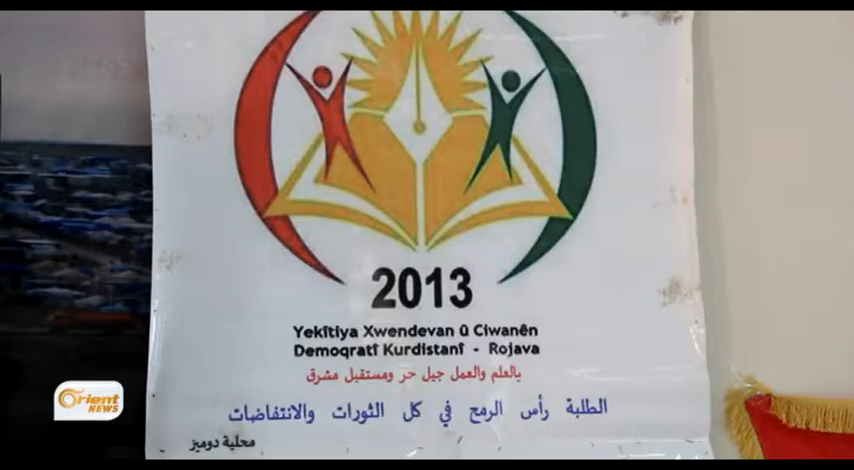 2013
Yekîtiya Xwendevan û Ciwanên
Demoqratî Kurdistanî - Rojava
بالعلم والعمل جيل حر ومستقبل مشرق
الطلبة رأس الرمح في كل الثورات والانتفاضات
محلية دوميز
Orient
NEWS